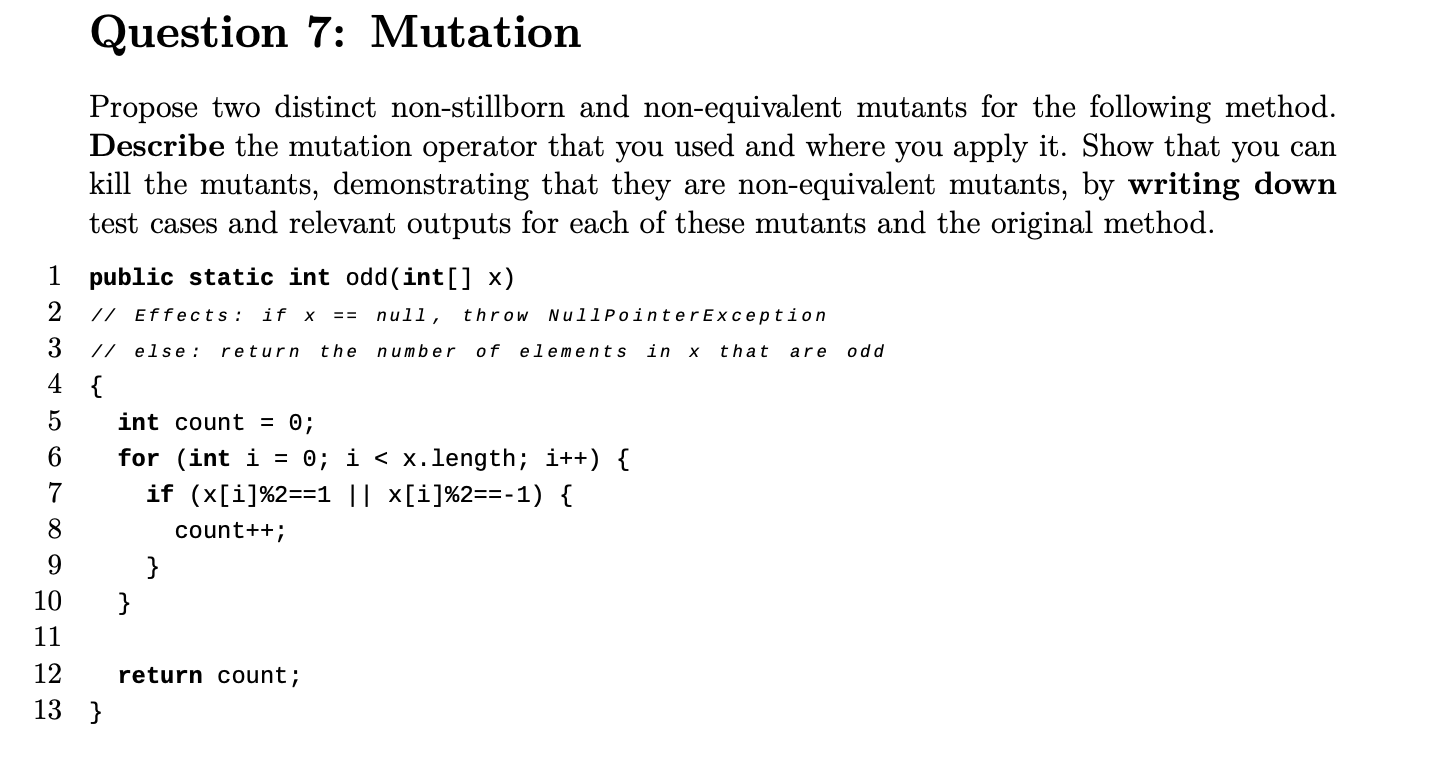 Question 7: Mutation
Propose two distinct non-stillborn and non-equivalent mutants for the following method.
Describe the mutation operator that you used and where you apply it. Show that you can
kill the mutants, demonstrating that they are non-equivalent mutants, by writing down
test cases and relevant outputs for each of these mutants and the original method.
1 public static int odd(int[] x)
2 // Effects: if x == null, throw NullPointerException
3 // else: return the number of elements in x that are odd
4 {
5 int count = 0;
6 for (int i = 0; i < x.length; i++) {
7 if (x[i]%2==1 || x[i]%2==-1) {
8 count++;
9 }
10 }
11
12 return count;
13 }